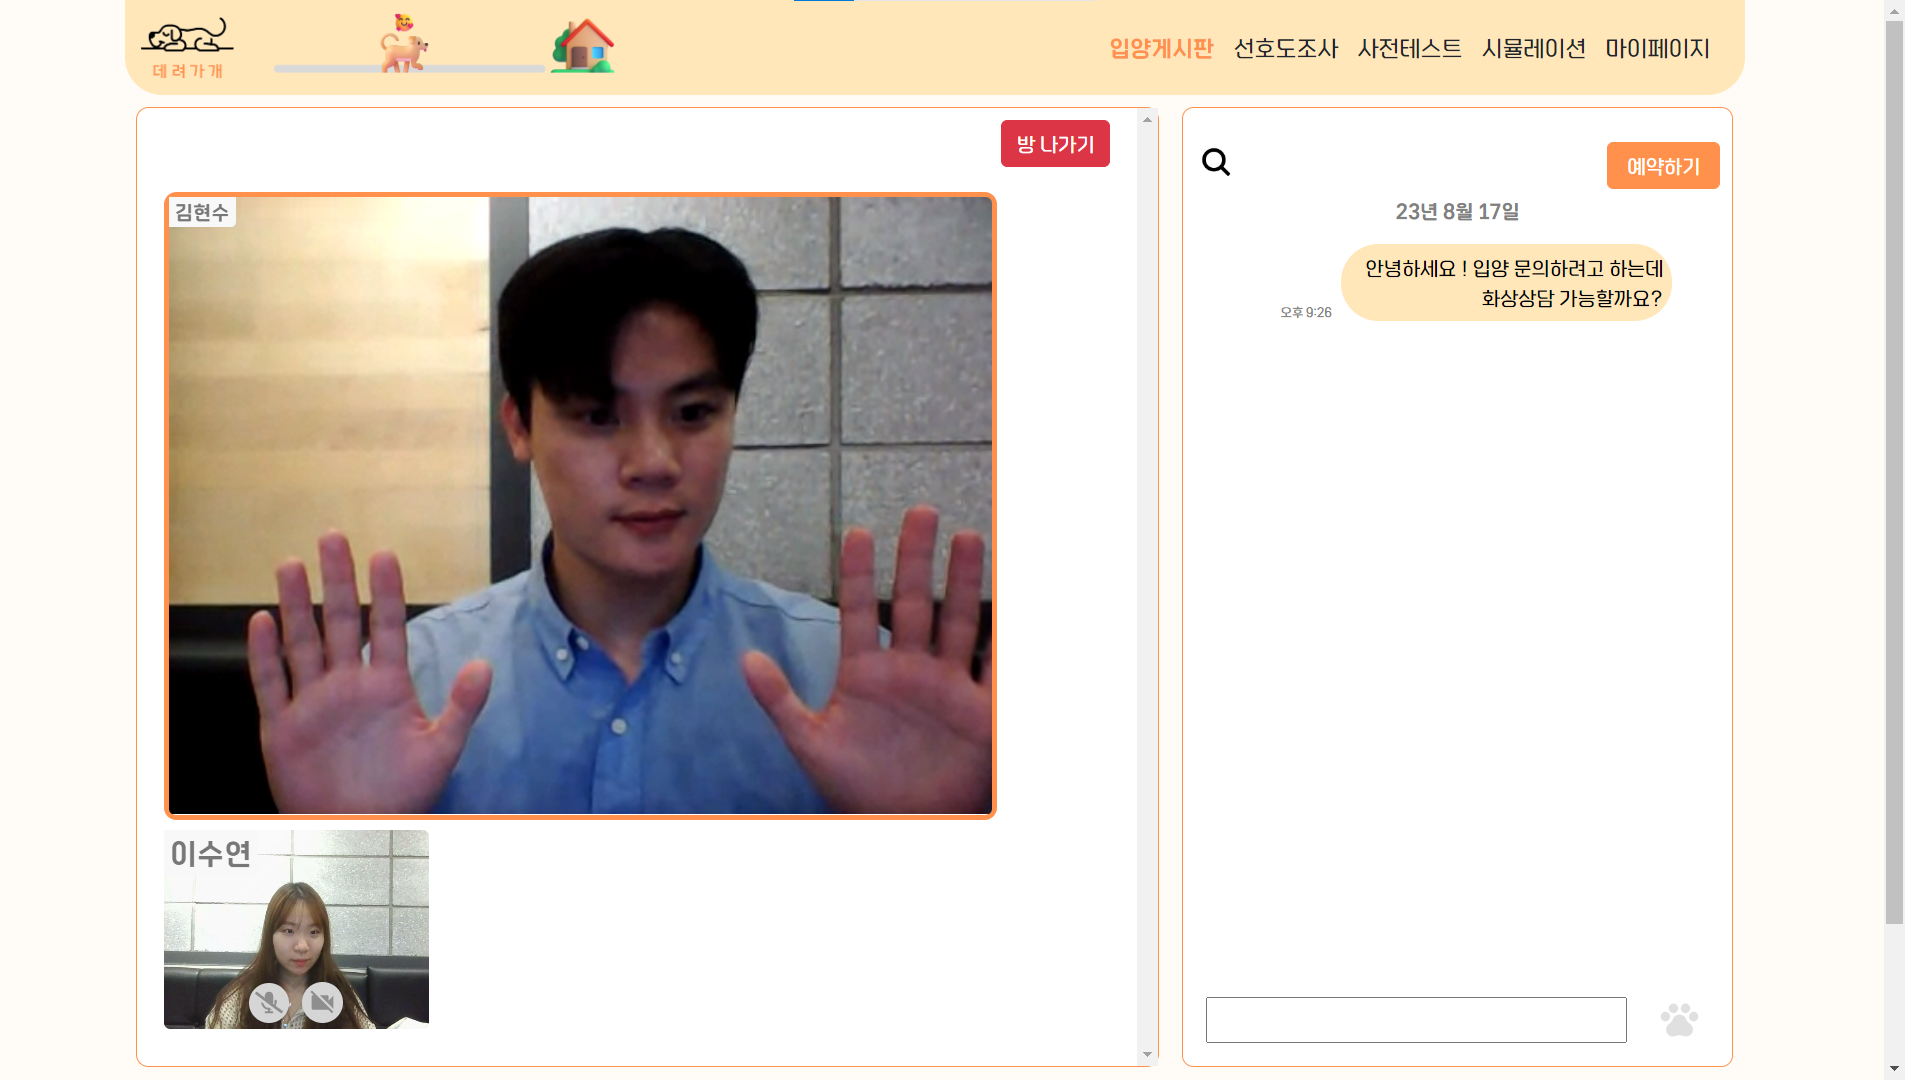 데려가개
입양게시판 선호도조사 사전테스트 시뮬레이션 마이페이지
방 나가기
김현수
이수연
예약하기
23년 8월 17일
안녕하세요 ! 입양 문의하려고 하는데
화상상담 가능할까요?
오후 9:26